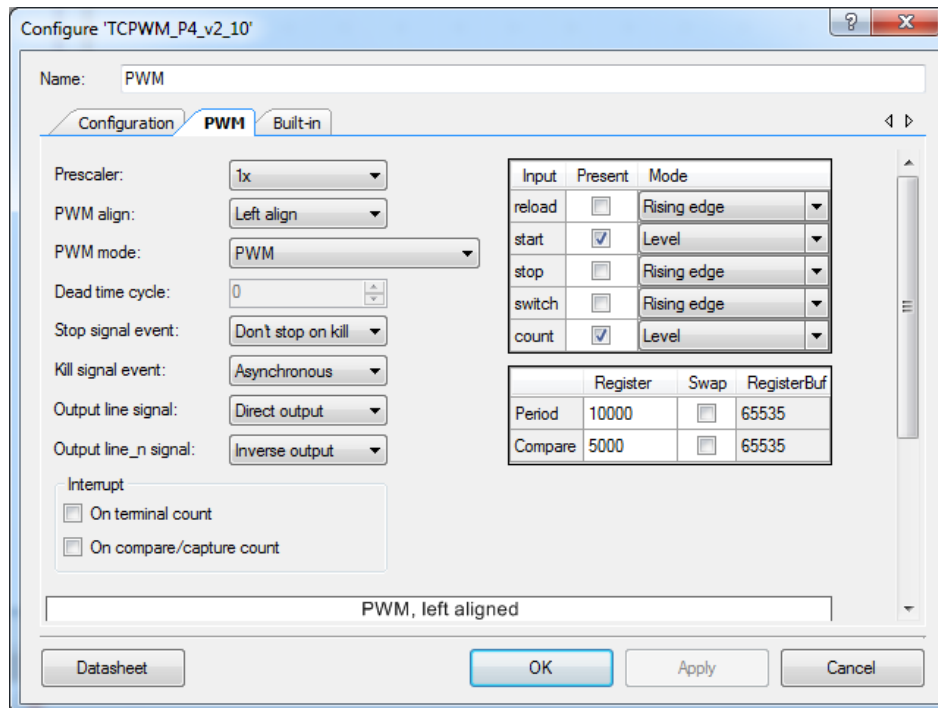 Configure 'TCPWM_P4_v2_10'
?
Name: PWM
Configuration PWM Built-in
Prescaler: 1x
PWM align: Left align
PWM mode: PWM
Dead time cycle: 0
Stop signal event: Don't stop on kill
Kill signal event: Asynchronous
Output line signal: Direct output
Output line_n signal: Inverse output
Interrupt
On terminal count
On compare/capture count
Input Present Mode
reload Rising edge
start Level
stop Rising edge
switch Rising edge
count Level
Register Swap RegisterBuf
Period 10000 65535
Compare 5000 65535
PWM, left aligned
Datasheet OK Apply Cancel